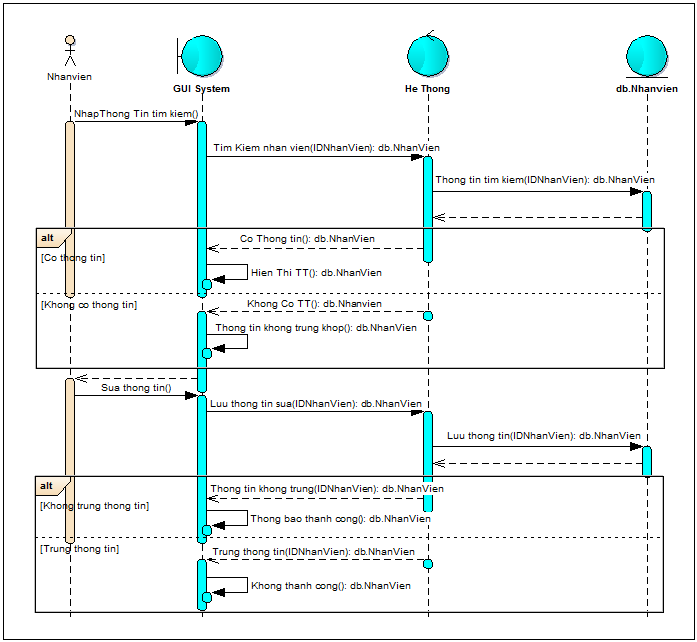 Nhanvien
GUI System
He Thong
db.Nhanvien
NhapThong Tin tim kiem()
Tim Kiem nhan vien(IDNhanVien): db.NhanVien
Thong tin tim kiem(IDNhanVien): db.NhanVien
alt
Co Thong tin(): db.NhanVien
[Co thong tin]
Hien Thi TT(): db.NhanVien
[Khong co thong tin]
Khong Co TT(): db.Nhanvien
Thong tin khong trung khop(): db.NhanVien
Sua thong tin()
Luu thong tin sua(IDNhanVien): db.NhanVien
Luu thong tin(IDNhanVien): db.NhanVien
alt
Thong tin khong trung(IDNhanVien): db.NhanVien
[Khong trung thong tin]
Thong bao thanh cong(): db.NhanVien
[Trung thong tin]
Trung thong tin(IDNhanVien): db.NhanVien
Khong thanh cong(): db.NhanVien